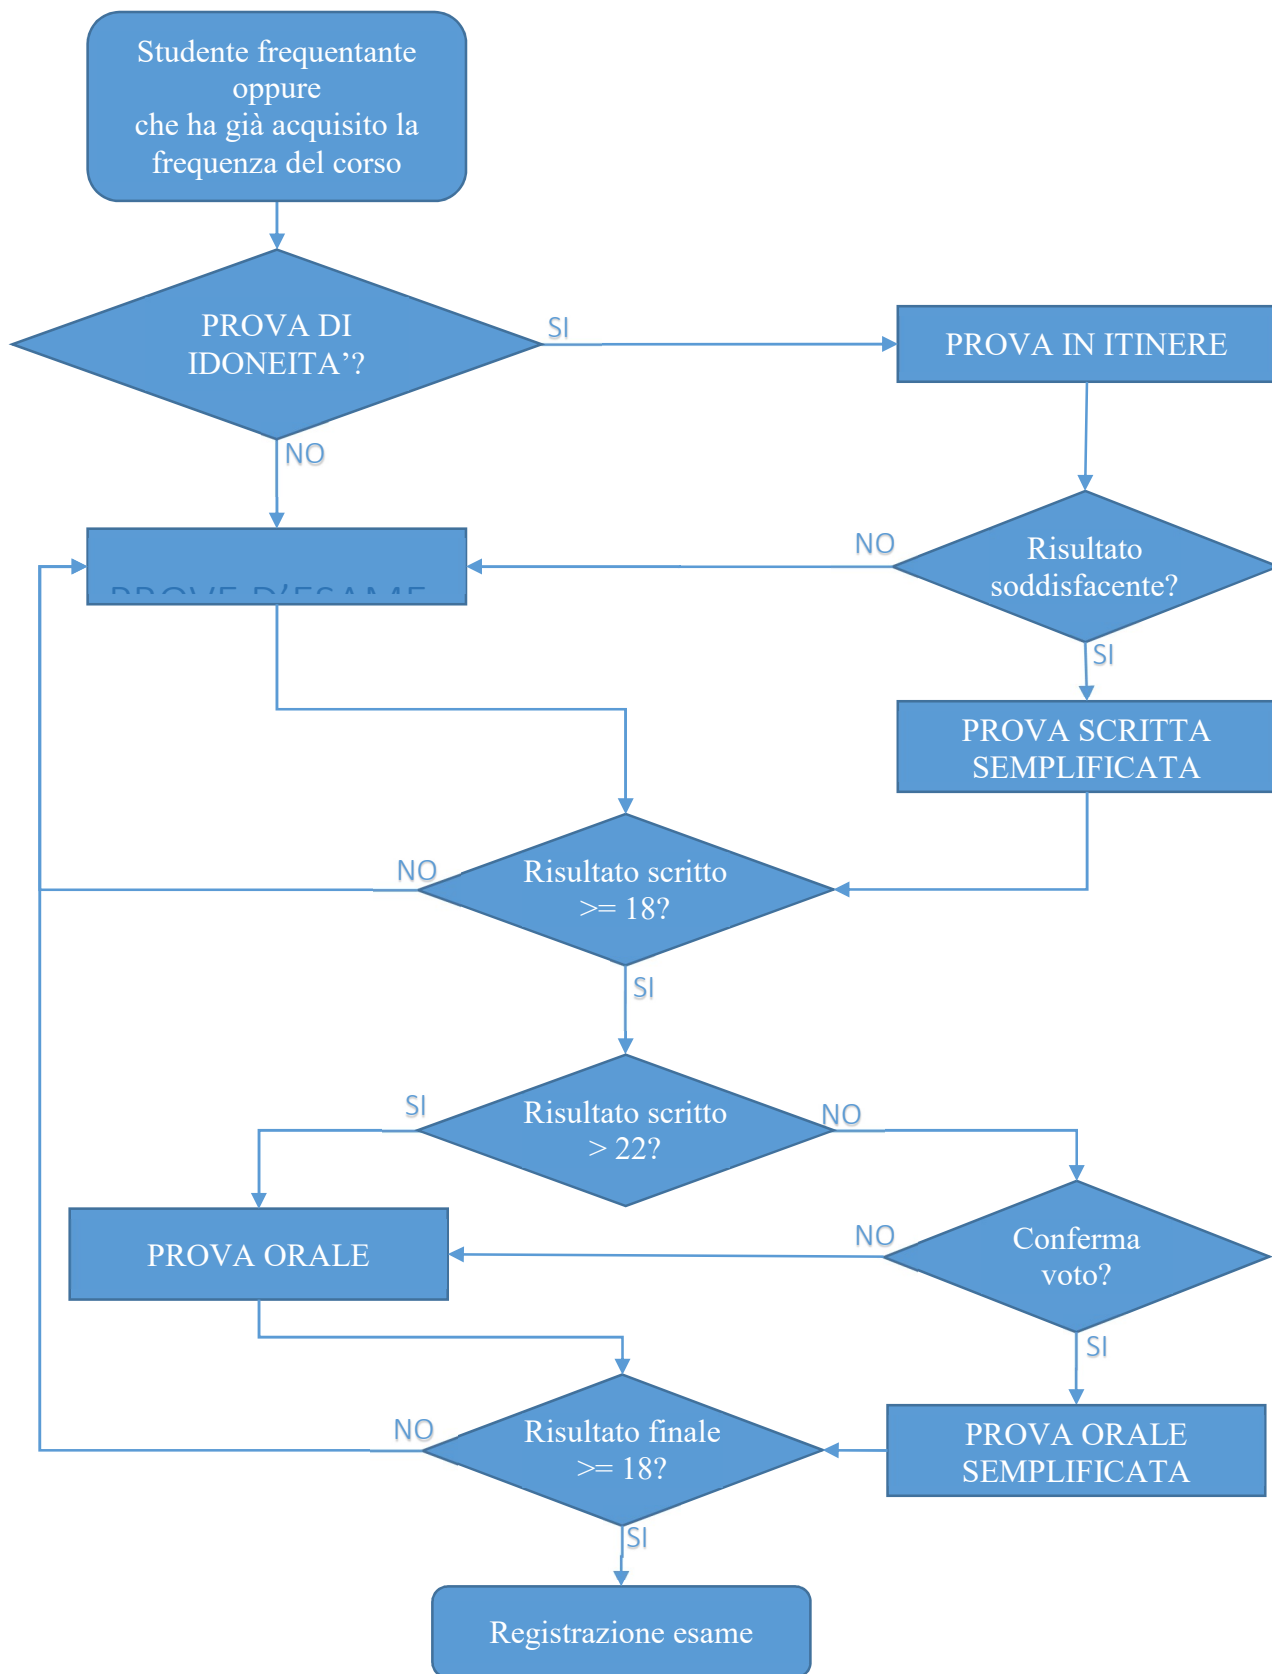 Studente frequentante
oppure
che ha già acquisito la
frequenza del corso
PROVA DI
IDONEITA’?
SI
PROVA IN ITINERE
NO
PROVE D’ESAME
NO
Risultato
soddisfacente?
SI
PROVA SCRITTA
SEMPLIFICATA
NO
Risultato scritto
>= 18?
SI
SI
Risultato scritto
> 22?
NO
PROVA ORALE
NO
Conferma
voto?
SI
NO
Risultato finale
>= 18?
PROVA ORALE
SEMPLIFICATA
SI
Registrazione esame